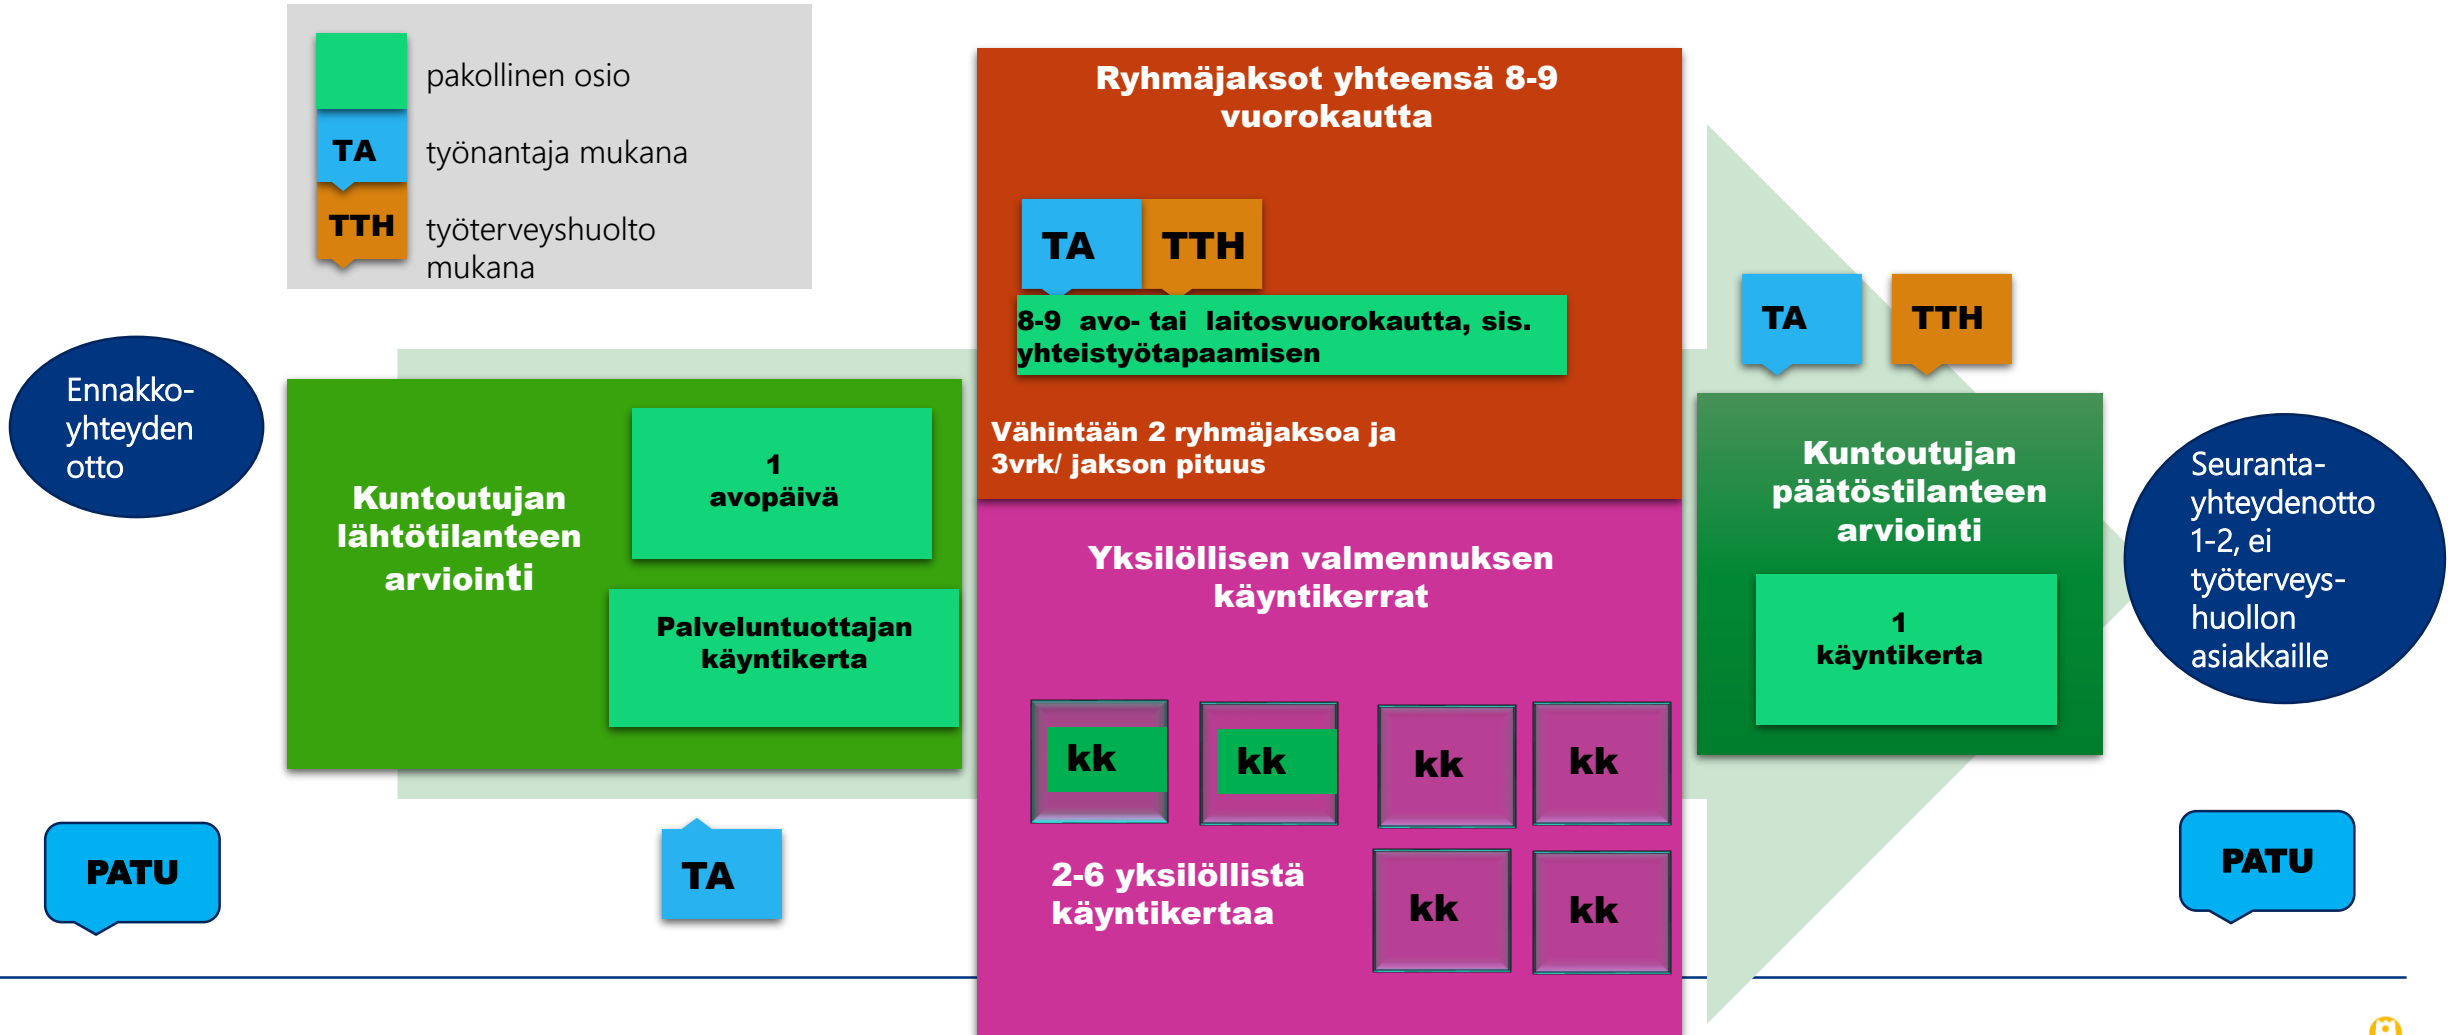 pakollinen osio
TA
työnantaja mukana
TTH
työterveyshuolto
mukana
Ennakko-
yhteyden
otto
Kuntoutujan
lähtötilanteen
arviointi
1
avopäivä
Palveluntuottajan
käyntikerta
PATU
TA
Ryhmäjaksot yhteensä 8-9
vuorokautta
TA
TTH
8-9 avo- tai laitosvuorokautta, sis.
yhteistyötapaamisen
Vähintään 2 ryhmäjaksoa ja
3vrk/ jakson pituus
Yksilöllisen valmennuksen
käyntikerrat
kk
kk
kk
kk
2-6 yksilöllistä
käyntikertaa
kk
kk
TA
TTH
Kuntoutujan
päätöstilanteen
arviointi
1
käyntikerta
Seuranta-
yhteydenotto
1-2, ei
työterveys-
huollon
asiakkaille
PATU